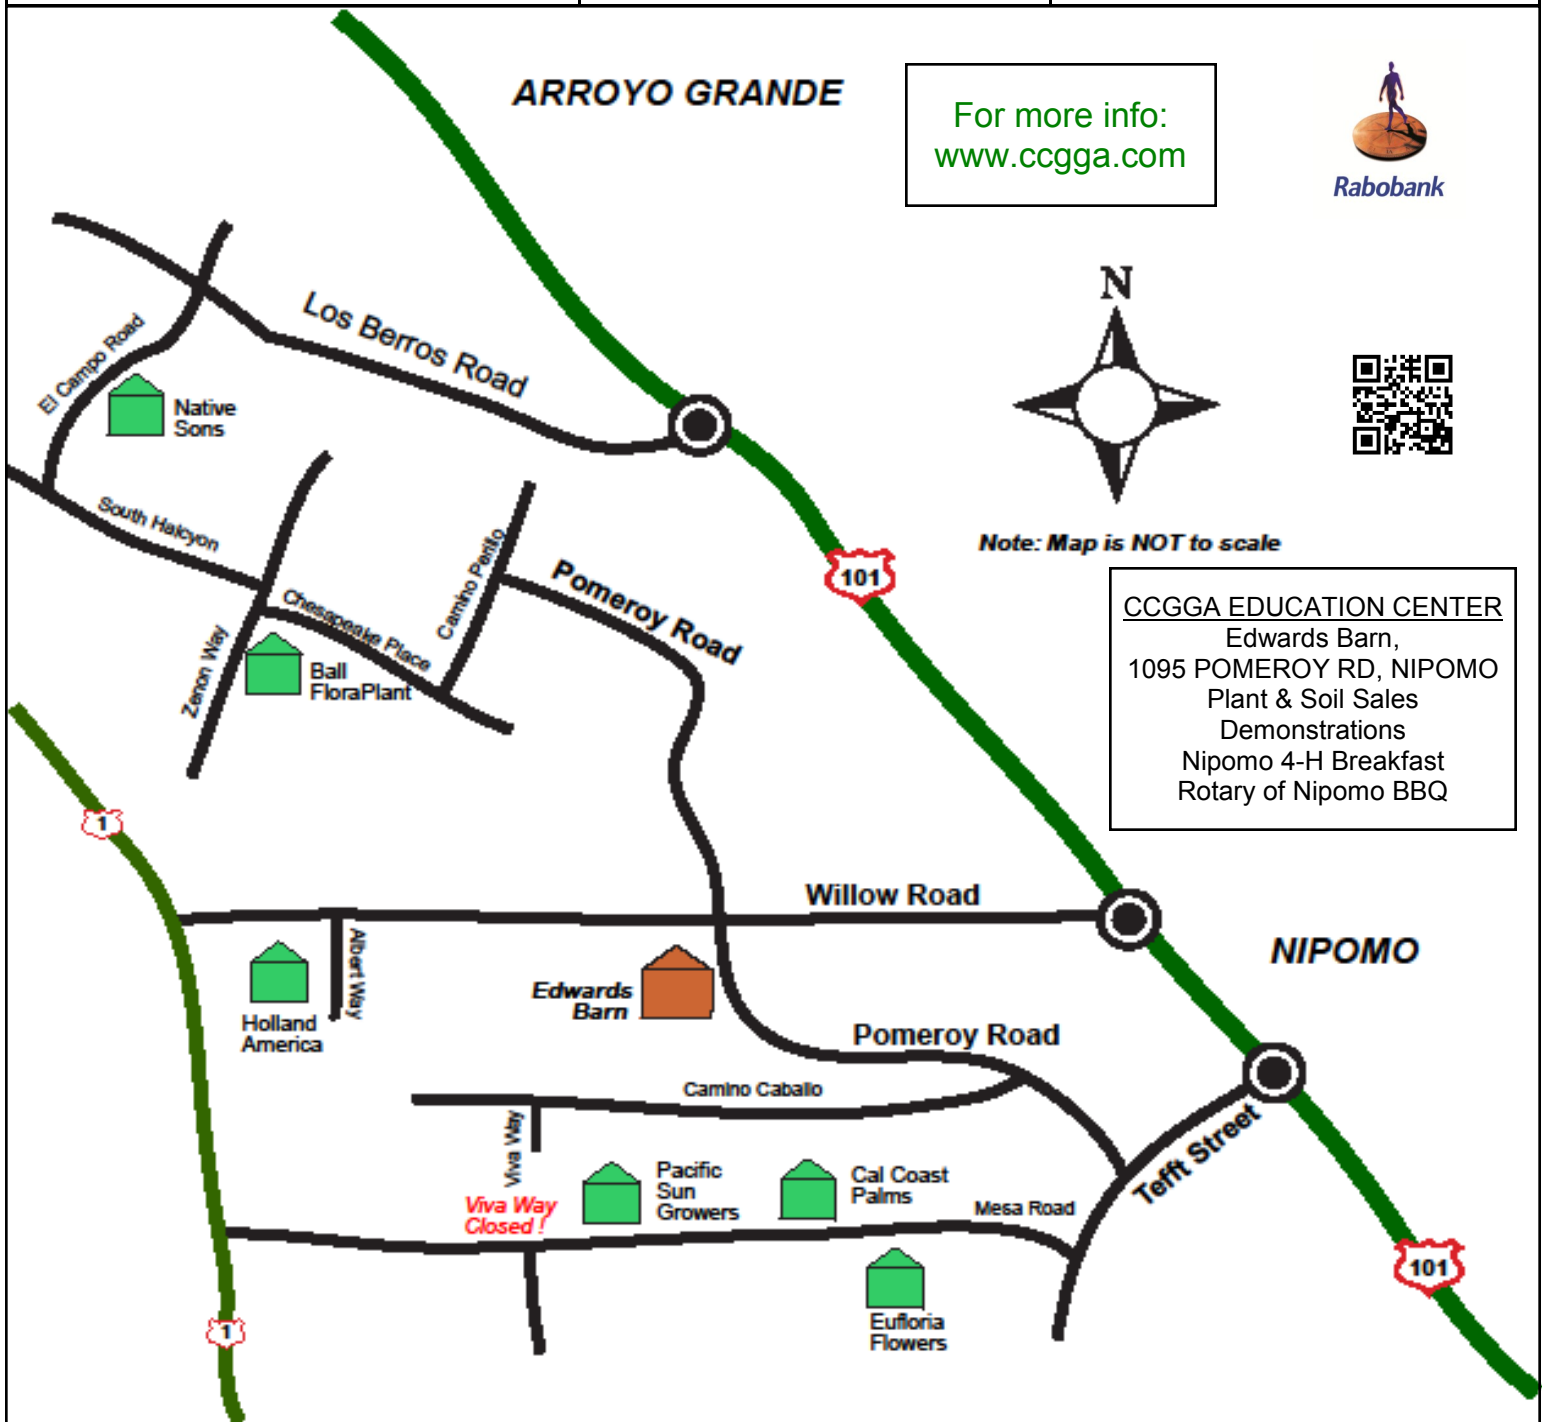 ARROYO GRANDE
For more info:
www.ccgga.com
Rabobank
N
Los Berros Road
El Campo Road
Native
Sons
South Halcyon
Camino Perillo
Pomeroy Road
101
Note: Map is NOT to scale
CCGGA EDUCATION CENTER
Edwards Barn,
1095 POMEROY RD, NIPOMO
Plant & Soil Sales
Demonstrations
Nipomo 4-H Breakfast
Rotary of Nipomo BBQ
Chesapeake Place
Zenon Way
Ball
FloraPlant
1
Willow Road
Albert Way
NIPOMO
Edwards
Barn
Holland
America
Pomeroy Road
Camino Caballo
Viva Way
Tefft Street
Pacific
Sun
Growers
Cal Coast
Palms
Viva Way
Closed !
Mesa Road
101
1
Eufloria
Flowers